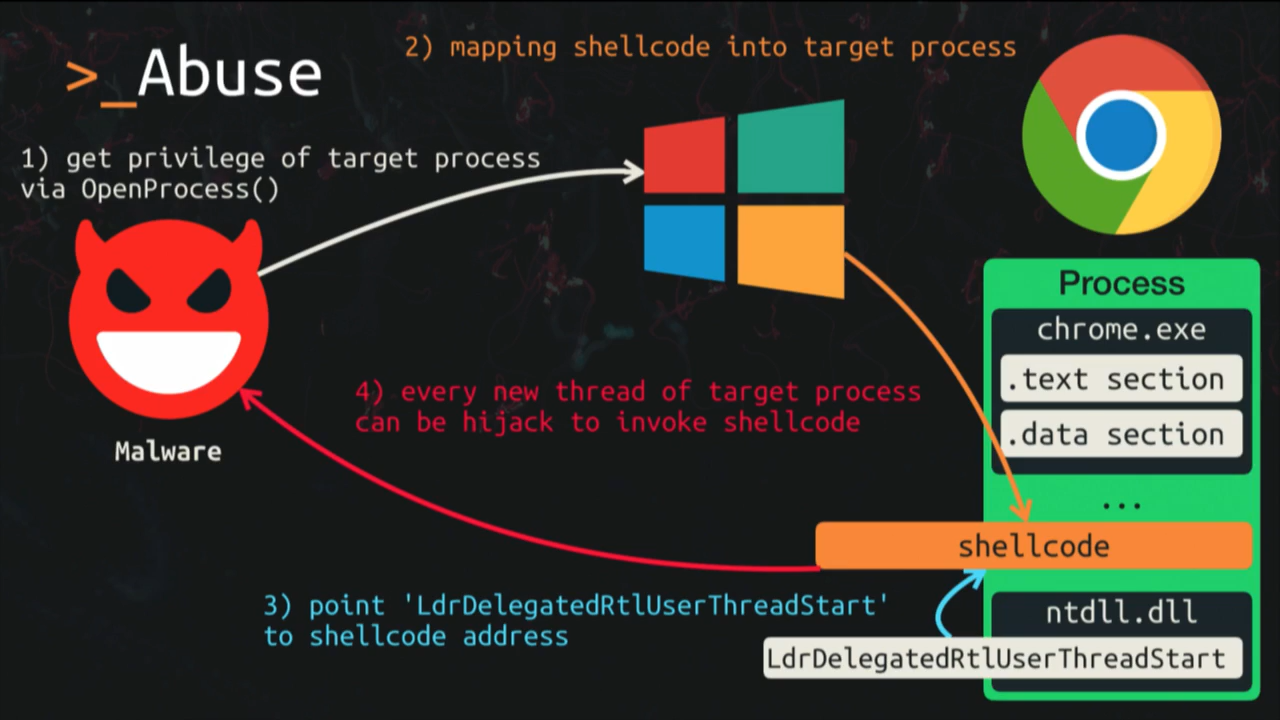 >_Abuse
2) mapping shellcode into target process
1) get privilege of target process
via OpenProcess()
Malware
4) every new thread of target process
can be hijack to invoke shellcode
3) point 'LdrDelegatedRtlUserThreadStart'
to shellcode address
Process
chrome.exe
.text section
.data section
...
shellcode
ntdll.dll
LdrDelegatedRtlUserThreadStart